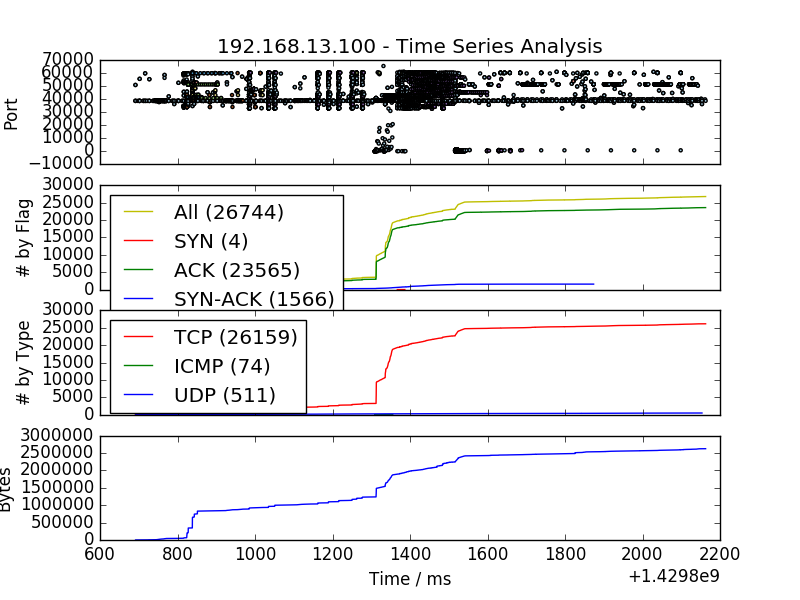 192.168.13.100 - Time Series Analysis
70000
60000
50000
40000
30000
20000
10000
0
−10000
Port
30000
25000
20000
15000
10000
5000
0
# by Flag
All (26744)
SYN (4)
ACK (23565)
SYN-ACK (1566)
30000
25000
20000
15000
10000
5000
0
# by Type
TCP (26159)
ICMP (74)
UDP (511)
3000000
2500000
2000000
1500000
1000000
500000
0
Bytes
600 800 1000 1200 1400 1600 1800 2000 2200
Time / ms
+1.4298e9